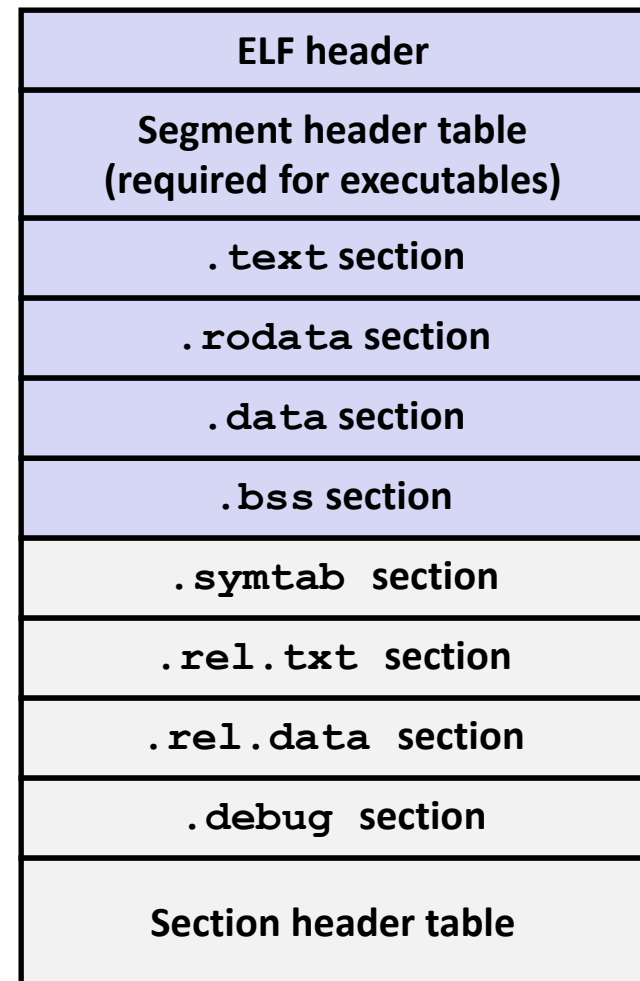 ELF header
Segment header table
(required for executables)
.text section
.rodata section
.data section
.bss section
.symtab section
.rel.txt section
.rel.data section
.debug section
Section header table